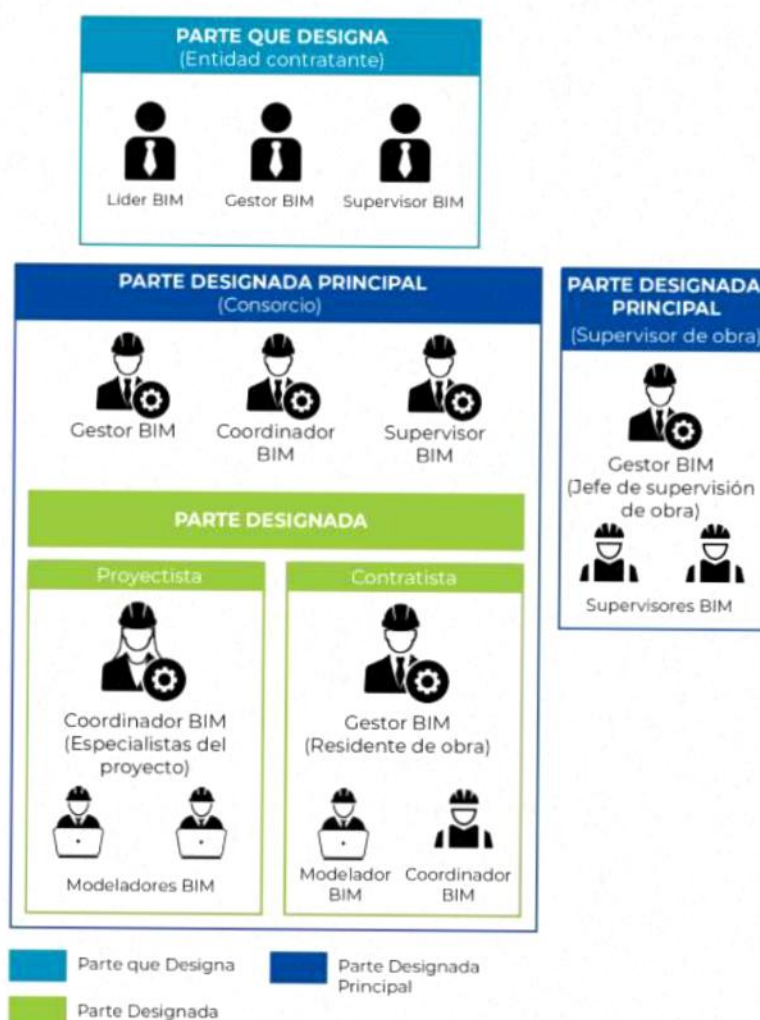 PARTE QUE DESIGNA
(Entidad contratante)
Líder BIM
Gestor BIM
Supervisor BIM
PARTE DESIGNADA PRINCIPAL
(Consorcio)
Gestor BIM
Coordinador
BIM
Supervisor
BIM
PARTE DESIGNADA
Proyectista
Coordinador BIM
(Especialistas del
proyecto)
Modeladores BIM
Contratista
Gestor BIM
(Residente de obra)
Modelador
BIM
Coordinador
BIM
PARTE DESIGNADA
PRINCIPAL
(Supervisor de obra)
Gestor BIM
(Jefe de supervisión
de obra)
Supervisores BIM
Parte que Designa
Parte Designada
Principal
Parte Designada